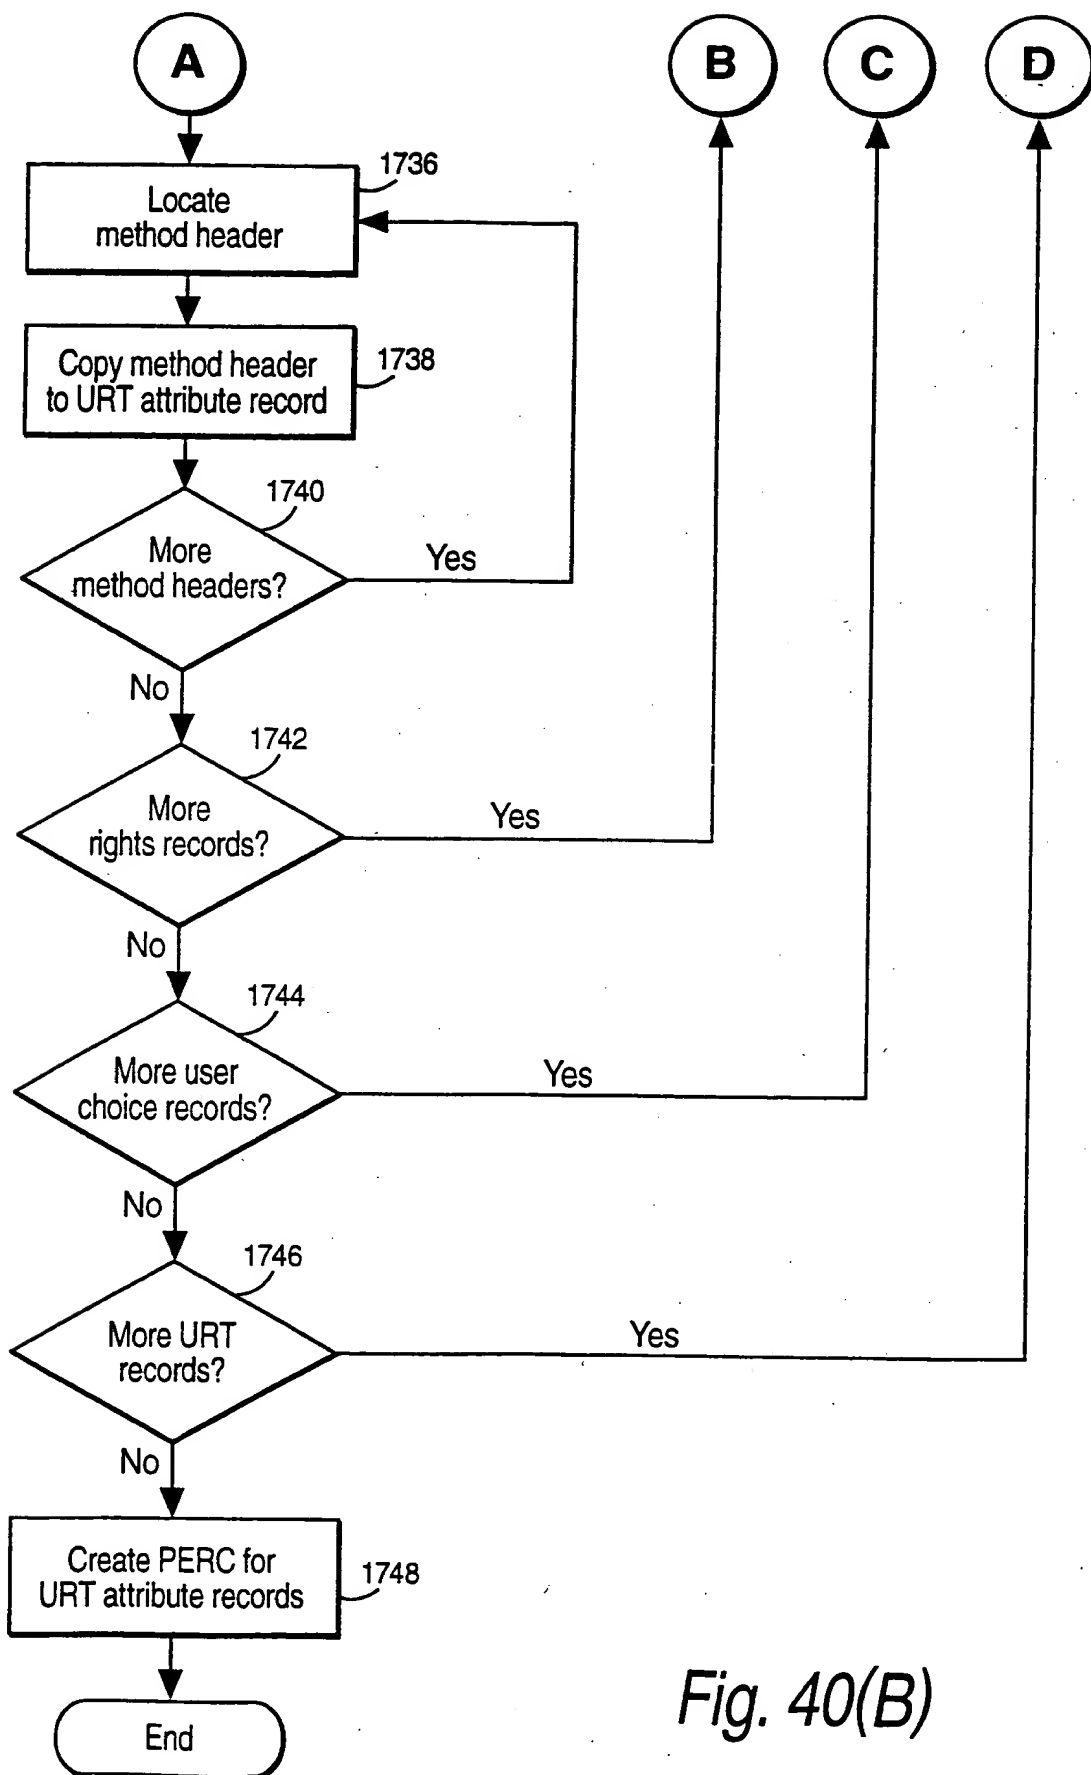 A
B
C
D
1736
Locate
method header
1738
Copy method header
to URT attribute record
1740
More
method headers?
Yes
No
1742
More
rights records?
Yes
No
1744
More user
choice records?
Yes
No
1746
More URT
records?
Yes
No
Create PERC for
URT attribute records
1748
End
Fig. 40(B)